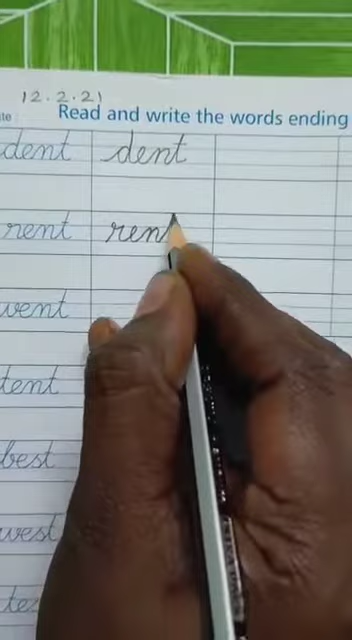 12.2.21
Read and write the words ending
dent dent
rent ren
went
tent
best
west